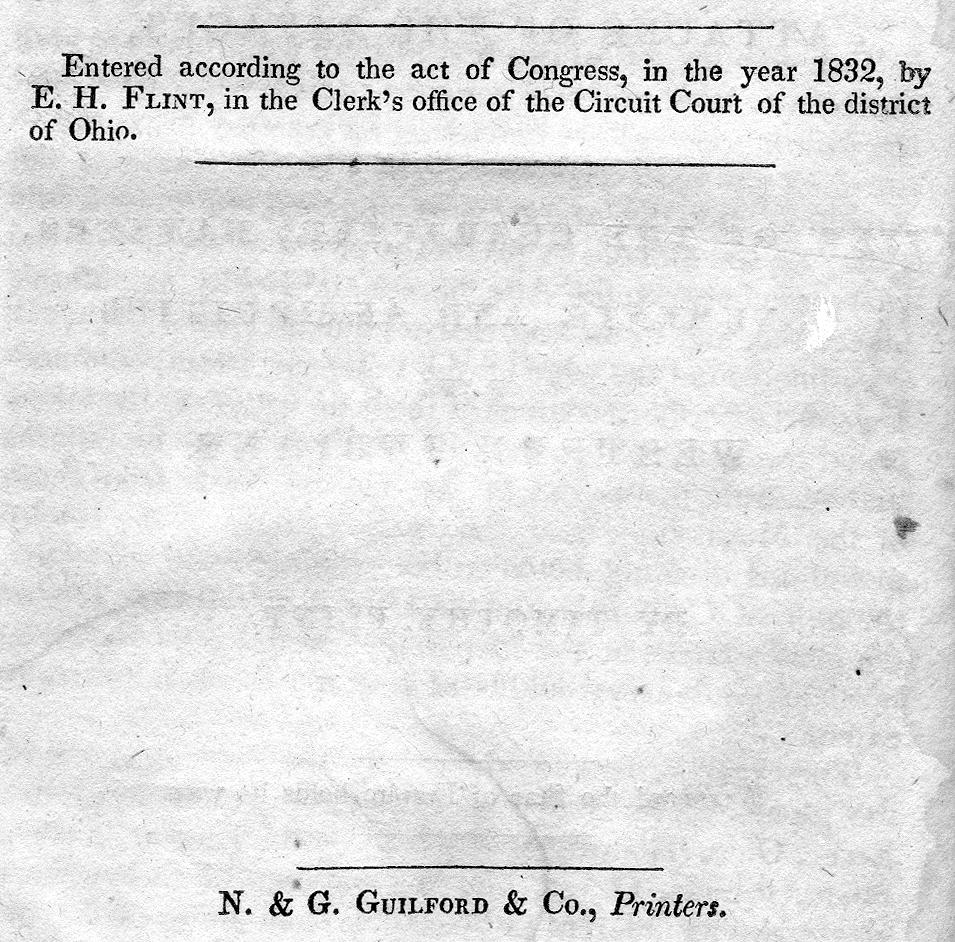 Entered according to the act of Congress, in the year 1832, by
E. H. FLINT, in the Clerk's office of the Circuit Court of the district
of Ohio.
N. & G. GUILFORD & Co., Printers.